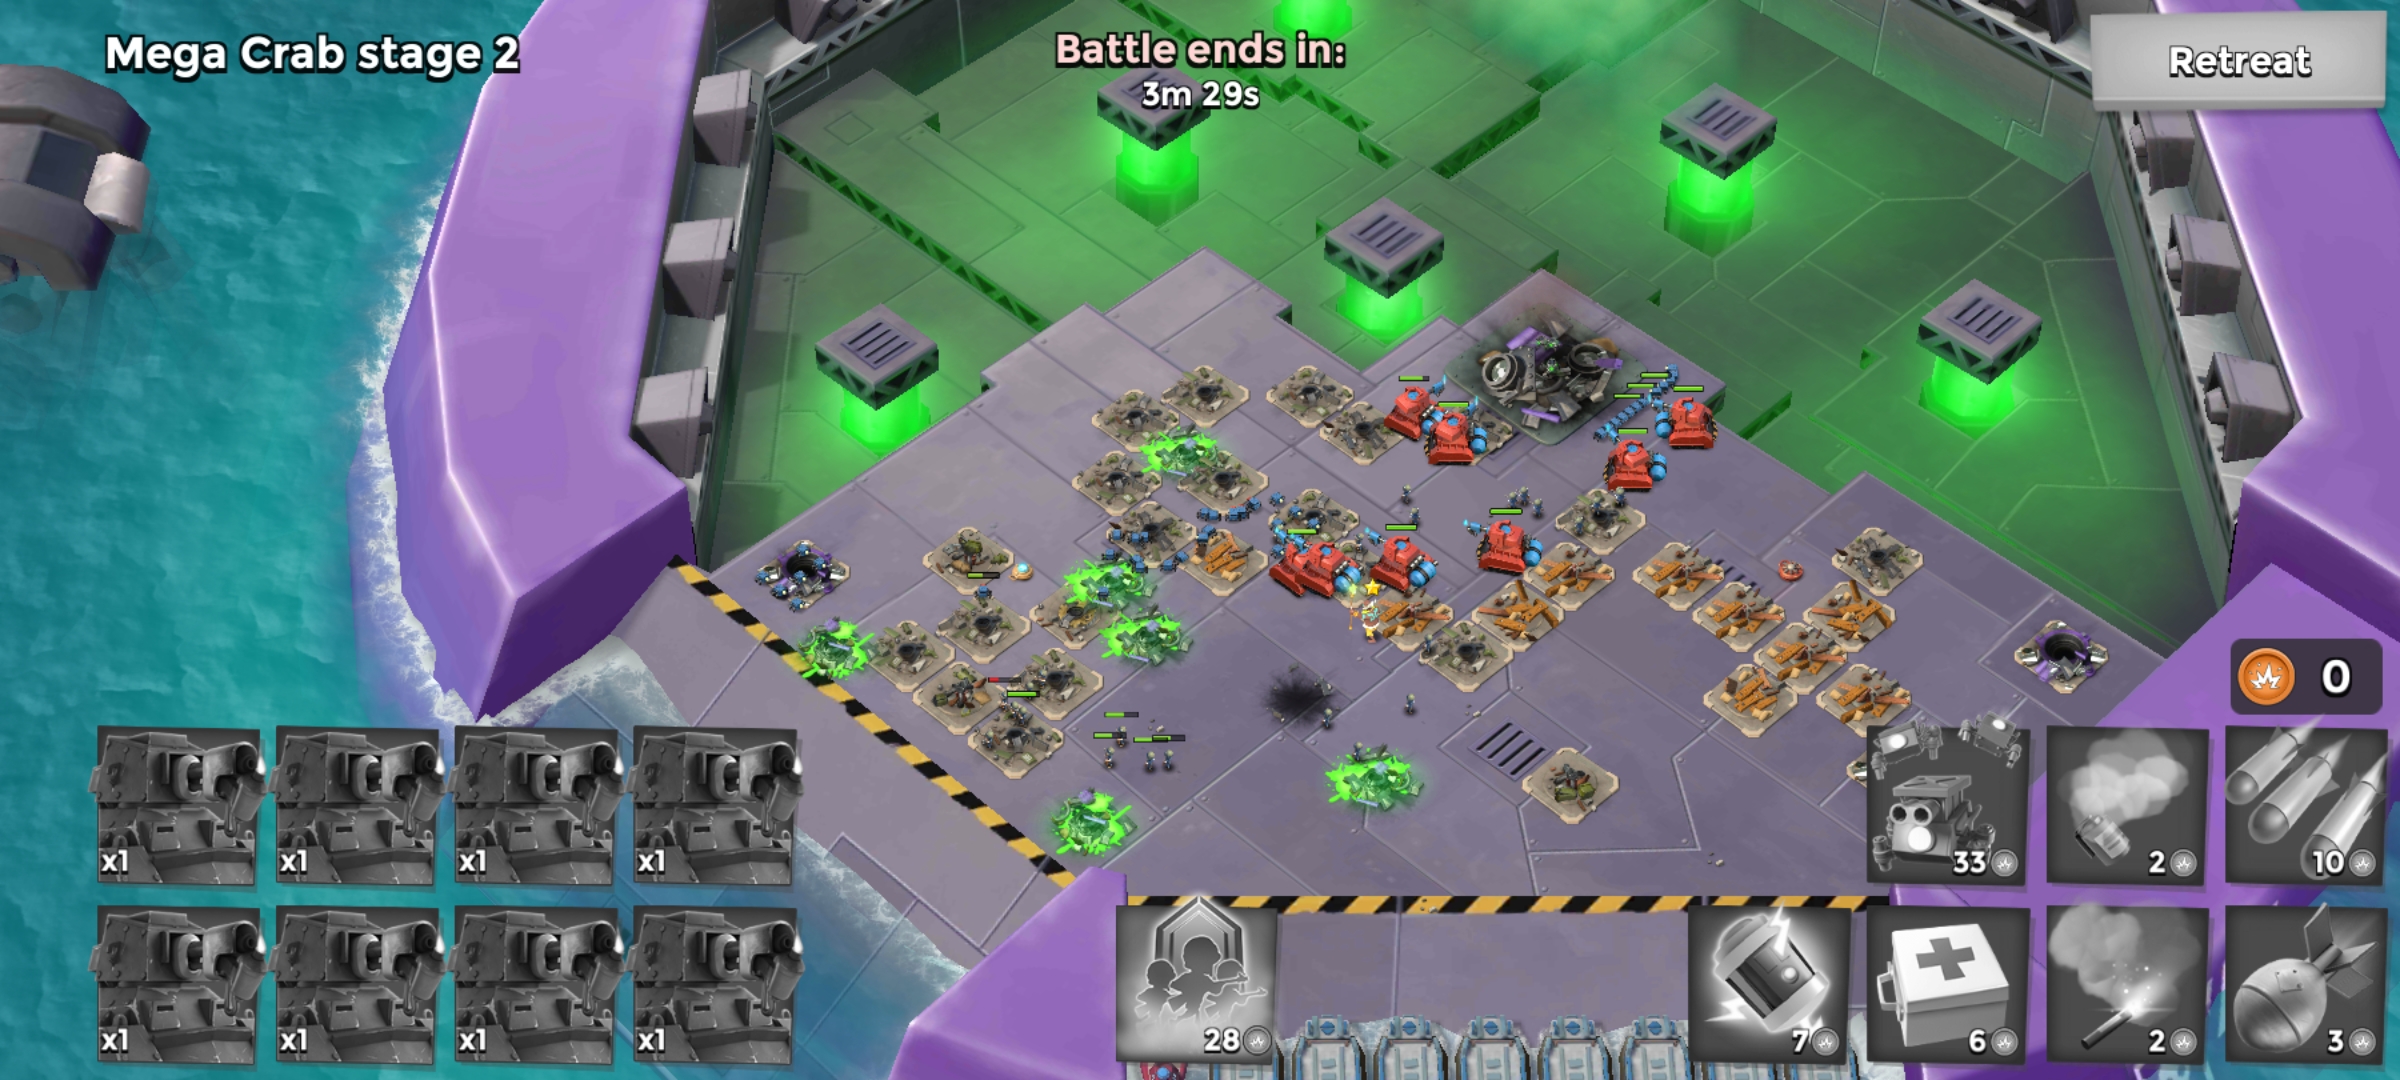 Mega Crab stage 2
Battle ends in:
3m 29s
Retreat
0
33
2
10
x1
x1
x1
x1
28
7
6
2
3
x1
x1
x1
x1